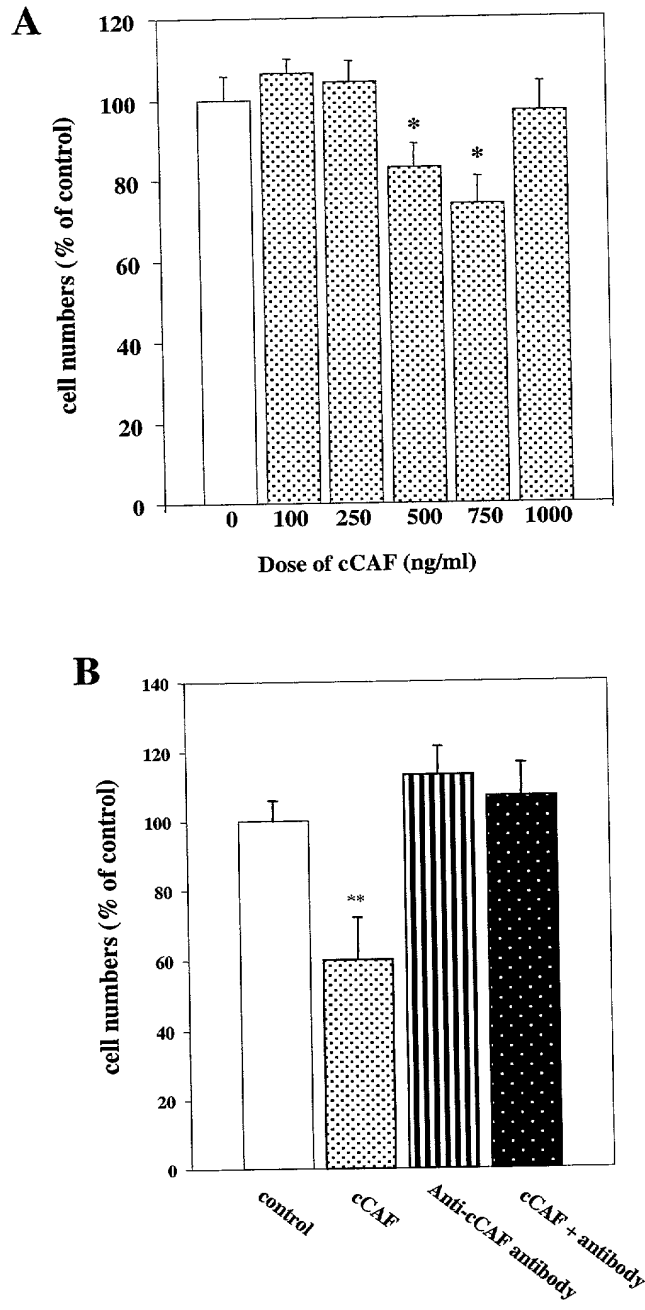 A
120
100
80
60
40
20
0
cell numbers (% of control)
*
*
0 100 250 500 750 1000
Dose of cCAF (ng/ml)
B
140
120
100
80
60
40
20
0
cell numbers (% of control)
**
control
cCAF
Anti-cCAF antibody
cCAF + antibody